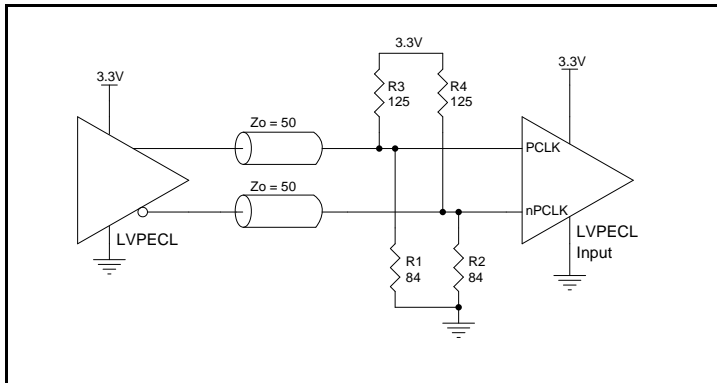 3.3V
3.3V
3.3V
R3
125
R4
125
Zo = 50
PCLK
Zo = 50
nPCLK
LVPECL
LVPECL
Input
R1
84
R2
84